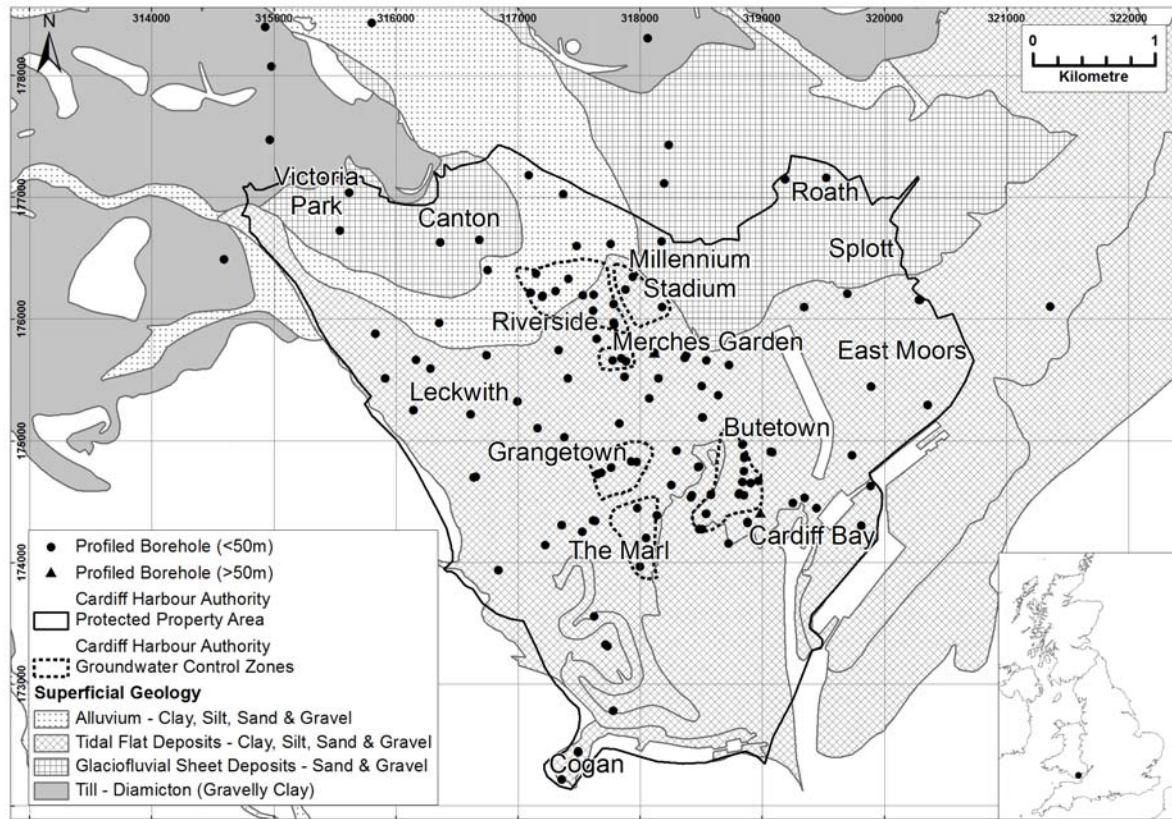 314000 315000 316000 317000 318000 319000 320000 321000 322000
N
0 1
Kilometre
178000
177000
176000
175000
174000
173000
Victoria
Park
Canton
Roath
Splott
Millennium
Stadium
Riverside
Merches Garden
East Moors
Leckwith
Butetown
Grangetown
Cardiff Bay
The Marl
Cogan
Profiled Borehole (<50m)
Profiled Borehole (>50m)
Cardiff Harbour Authority
Protected Property Area
Cardiff Harbour Authority
Groundwater Control Zones
Superficial Geology
Alluvium - Clay, Silt, Sand & Gravel
Tidal Flat Deposits - Clay, Silt, Sand & Gravel
Glaciofluvial Sheet Deposits - Sand & Gravel
Till - Diamicton (Gravelly Clay)